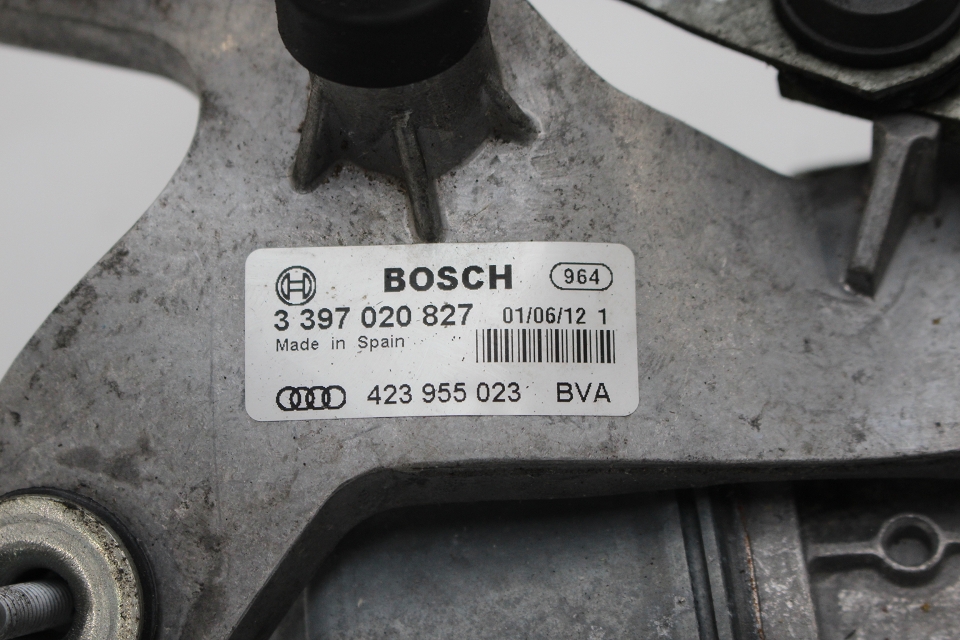 BOSCH 964
3 397 020 827 01/06/12 1
Made in Spain
423 955 023 BVA